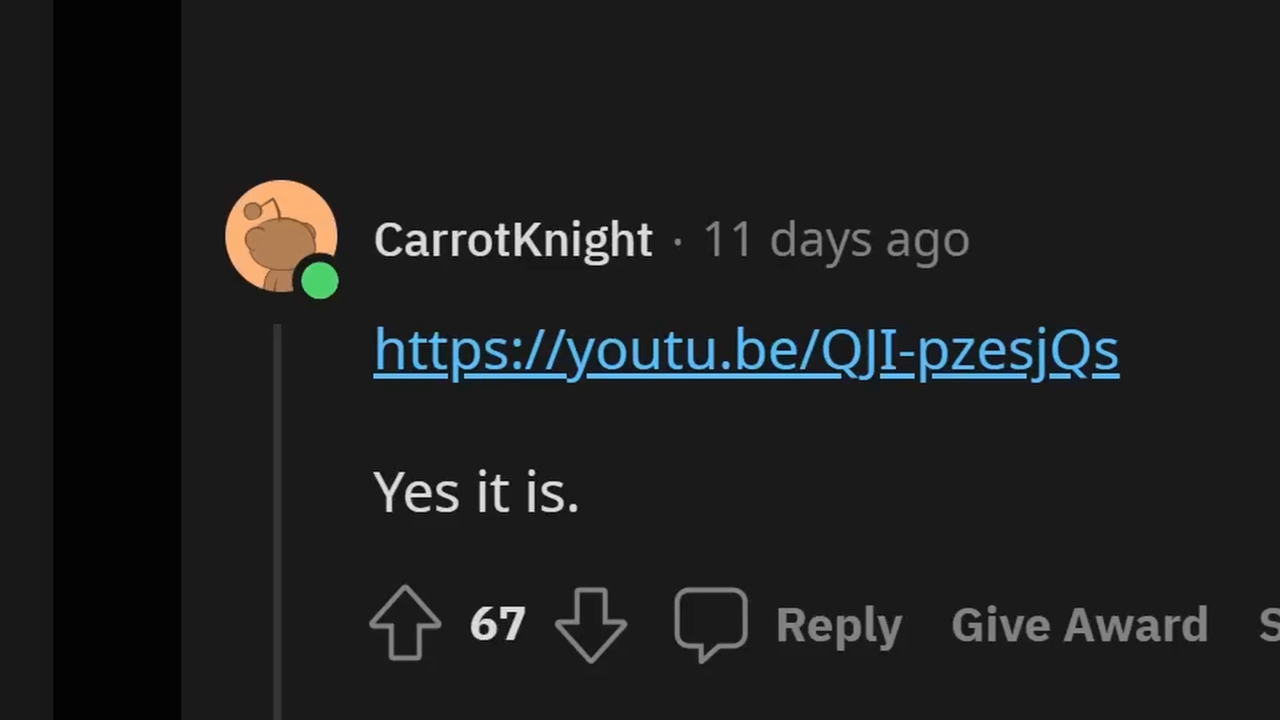 CarrotKnight · 11 days ago
https://youtu.be/QJI-pzesjQs
Yes it is.
67 Reply Give Award S